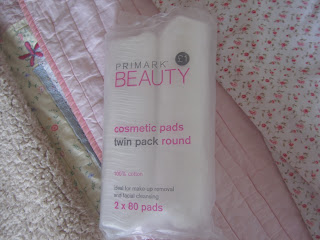 PRIMARK
BEAUTY
cosmetic pads
twin pack round
100% cotton
Ideal for make-up removal
and facial cleansing
2 x 80 pads